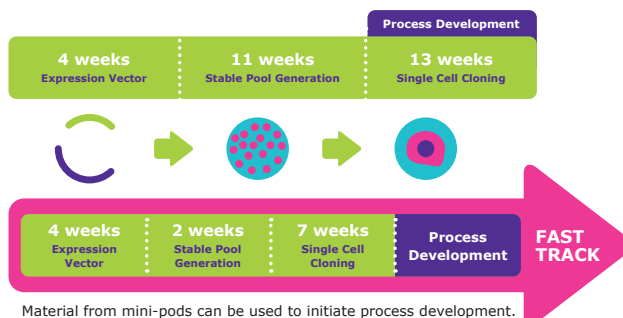 Process Development
4 weeks
Expression Vector
11 weeks
Stable Pool Generation
13 weeks
Single Cell Cloning
4 weeks
Expression
Vector
2 weeks
Stable Pool
Generation
7 weeks
Single Cell
Cloning
Process
Development
FAST
TRACK
Material from mini-pods can be used to initiate process development.